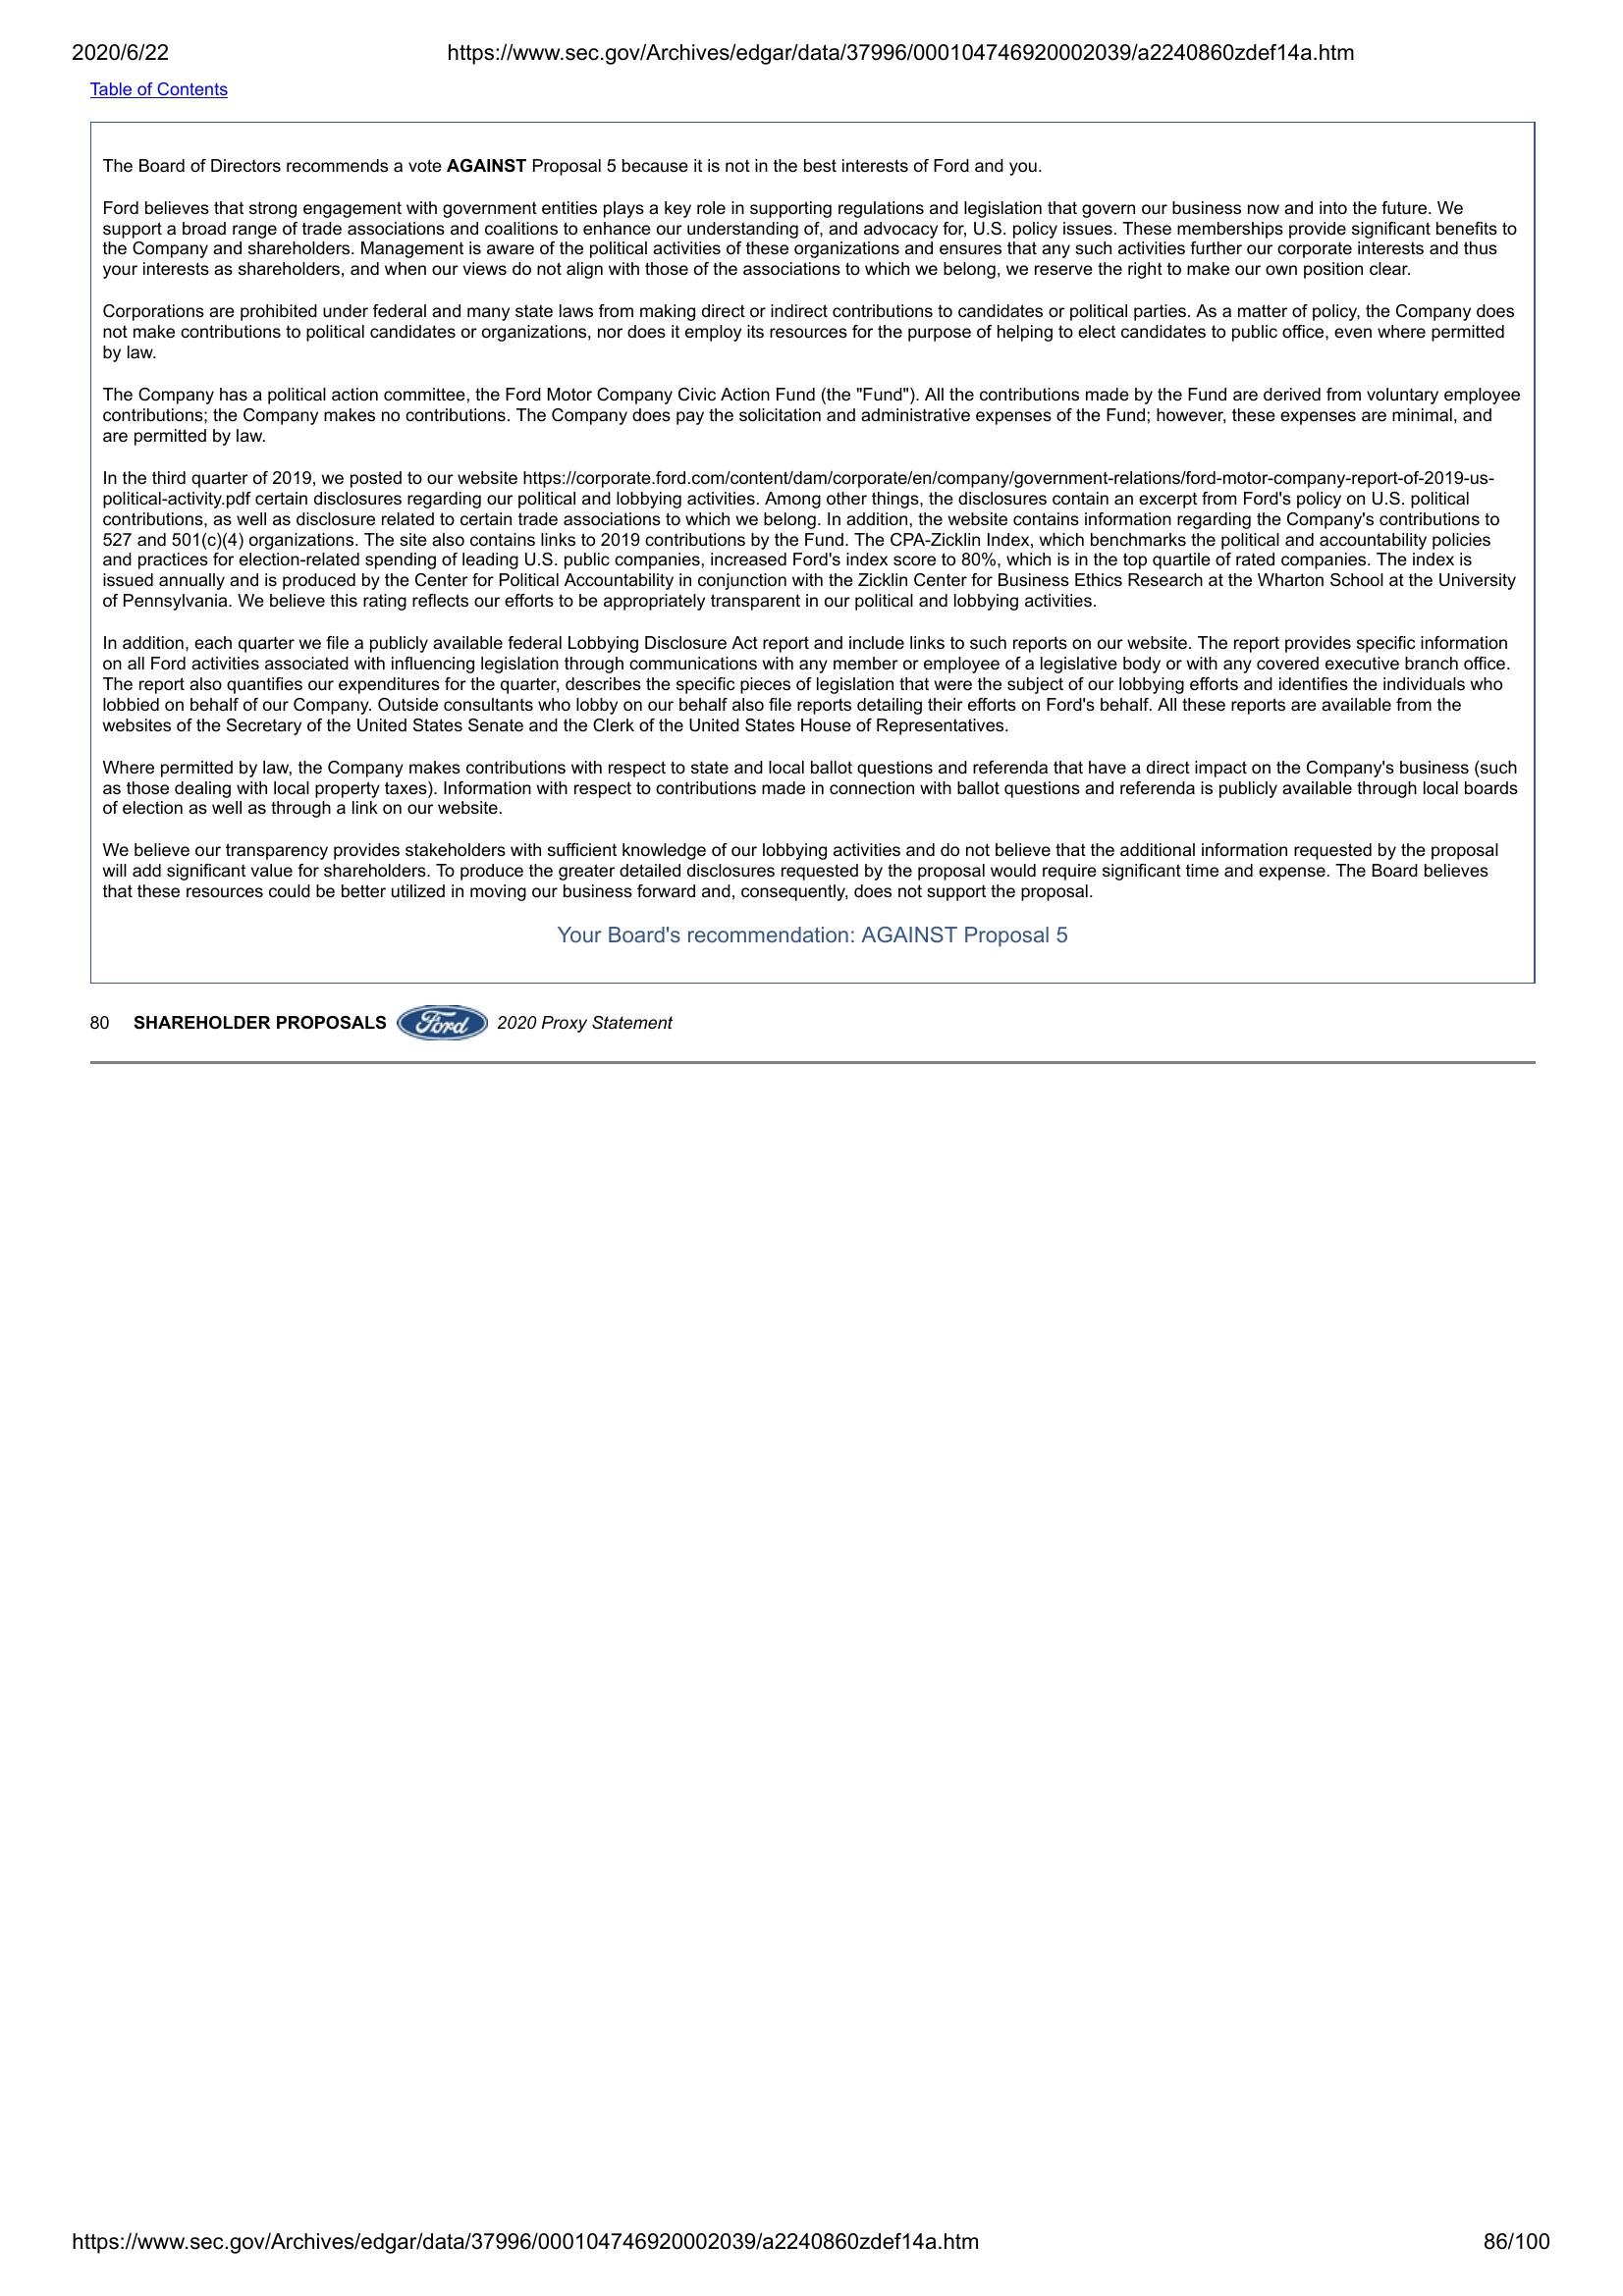 2020/6/22
https://www.sec.gov/Archives/edgar/data/37996/000104746920002039/a2240860zdef14a.htm
Table of Contents
The Board of Directors recommends a vote AGAINST Proposal 5 because it is not in the best interests of Ford and you.
Ford believes that strong engagement with government entities plays a key role in supporting regulations and legislation that govern our business now and into the future. We
support a broad range of trade associations and coalitions to enhance our understanding of, and advocacy for, U.S. policy issues. These memberships provide significant benefits to
the Company and shareholders. Management is aware of the political activities of these organizations and ensures that any such activities further our corporate interests and thus
your interests as shareholders, and when our views do not align with those of the associations to which we belong, we reserve the right to make our own position clear.
Corporations are prohibited under federal and many state laws from making direct or indirect contributions to candidates or political parties. As a matter of policy, the Company does
not make contributions to political candidates or organizations, nor does it employ its resources for the purpose of helping to elect candidates to public office, even where permitted
by law.
The Company has a political action committee, the Ford Motor Company Civic Action Fund (the "Fund"). All the contributions made by the Fund are derived from voluntary employee
contributions; the Company makes no contributions. The Company does pay the solicitation and administrative expenses of the Fund; however, these expenses are minimal, and
are permitted by law.
In the third quarter of 2019, we posted to our website https://corporate.ford.com/content/dam/corporate/en/company/government-relations/ford-motor-company-report-of-2019-us-
political-activity.pdf certain disclosures regarding our political and lobbying activities. Among other things, the disclosures contain an excerpt from Ford's policy on U.S. political
contributions, as well as disclosure related to certain trade associations to which we belong. In addition, the website contains information regarding the Company's contributions to
527 and 501(c)(4) organizations. The site also contains links to 2019 contributions by the Fund. The CPA-Zicklin Index, which benchmarks the political and accountability policies
and practices for election-related spending of leading U.S. public companies, increased Ford's index score to 80%, which is in the top quartile of rated companies. The index is
issued annually and is produced by the Center for Political Accountability in conjunction with the Zicklin Center for Business Ethics Research at the Wharton School at the University
of Pennsylvania. We believe this rating reflects our efforts to be appropriately transparent in our political and lobbying activities.
In addition, each quarter we file a publicly available federal Lobbying Disclosure Act report and include links to such reports on our website. The report provides specific information
on all Ford activities associated with influencing legislation through communications with any member or employee of a legislative body or with any covered executive branch office.
The report also quantifies our expenditures for the quarter, describes the specific pieces of legislation that were the subject of our lobbying efforts and identifies the individuals who
lobbied on behalf of our Company. Outside consultants who lobby on our behalf also file reports detailing their efforts on Ford's behalf. All these reports are available from the
websites of the Secretary of the United States Senate and the Clerk of the United States House of Representatives.
Where permitted by law, the Company makes contributions with respect to state and local ballot questions and referenda that have a direct impact on the Company's business (such
as those dealing with local property taxes). Information with respect to contributions made in connection with ballot questions and referenda is publicly available through local boards
of election as well as through a link on our website.
We believe our transparency provides stakeholders with sufficient knowledge of our lobbying activities and do not believe that the additional information requested by the proposal
will add significant value for shareholders. To produce the greater detailed disclosures requested by the proposal would require significant time and expense. The Board believes
that these resources could be better utilized in moving our business forward and, consequently, does not support the proposal.
Your Board's recommendation: AGAINST Proposal 5
80 SHAREHOLDER PROPOSALS Ford 2020 Proxy Statement
https://www.sec.gov/Archives/edgar/data/37996/000104746920002039/a2240860zdef14a.htm
86/100